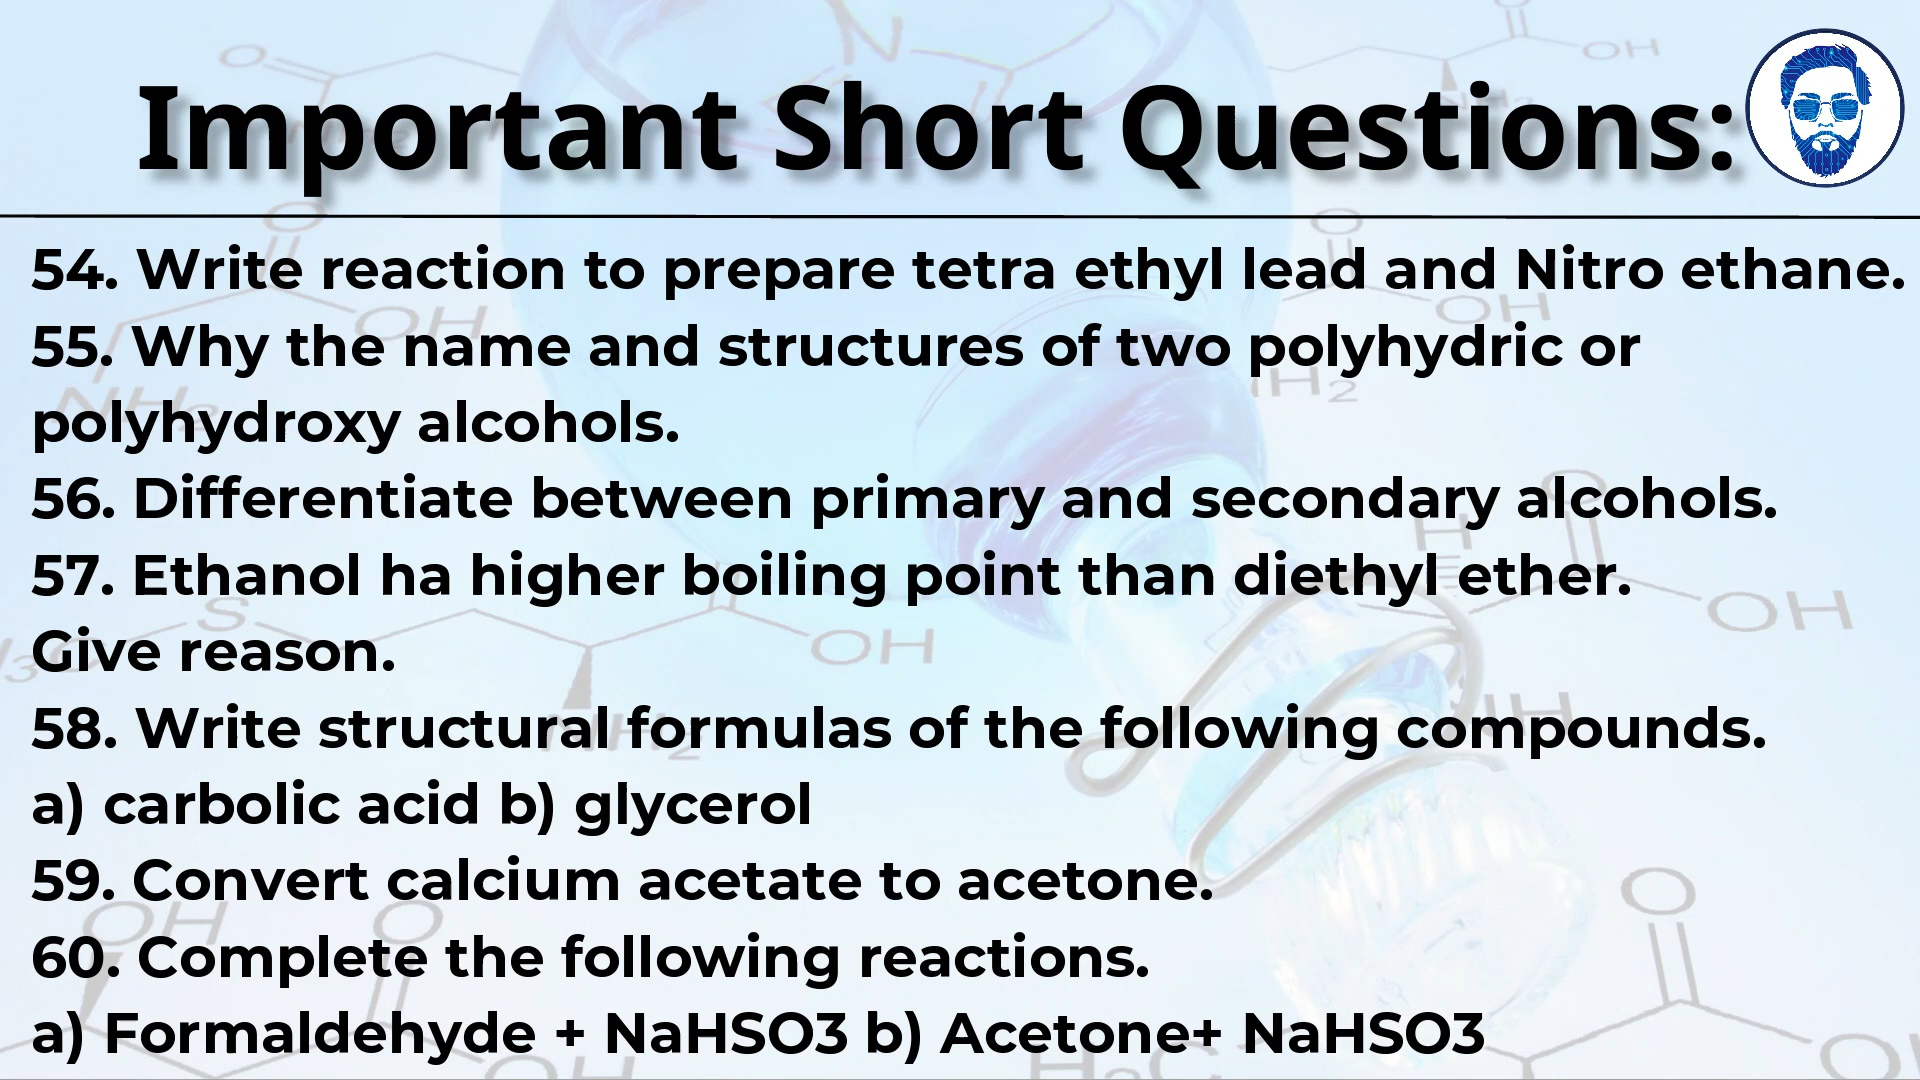 Important Short Questions:
54. Write reaction to prepare tetra ethyl lead and Nitro ethane.
55. Why the name and structures of two polyhydric or
polyhydroxy alcohols.
56. Differentiate between primary and secondary alcohols.
57. Ethanol ha higher boiling point than diethyl ether.
Give reason.
58. Write structural formulas of the following compounds.
a) carbolic acid b) glycerol
59. Convert calcium acetate to acetone.
60. Complete the following reactions.
a) Formaldehyde + NaHSO3 b) Acetone+ NaHSO3